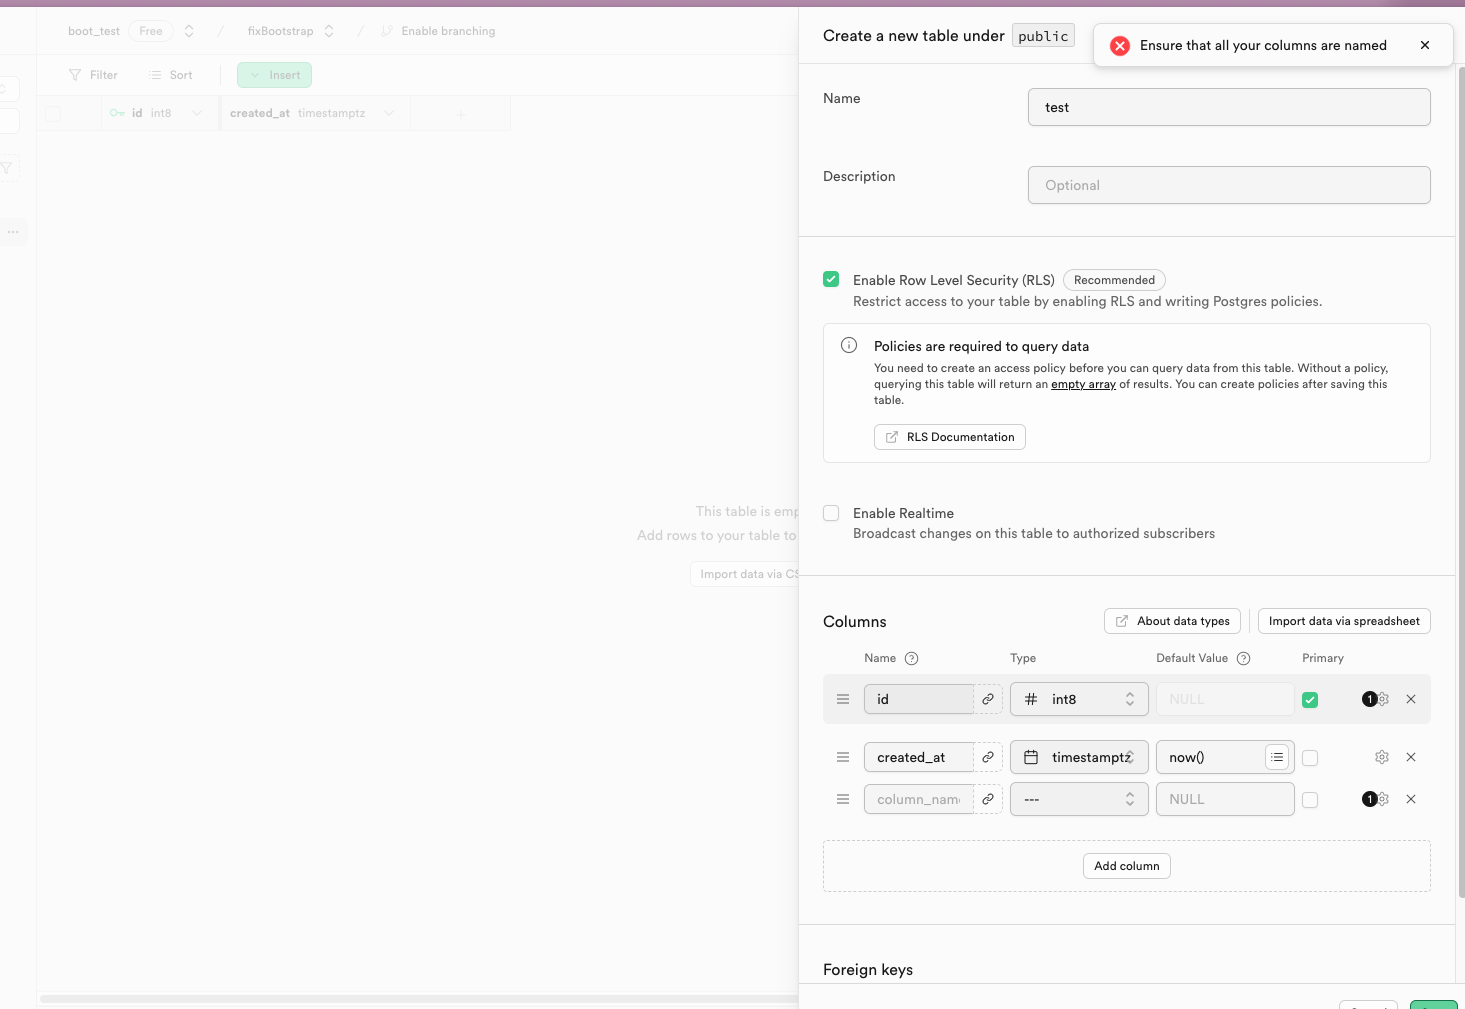 boot_test Free / fixBootstrap / Enable branching
Filter Sort Insert
id int8 created_at timestamptz +
This table is emp
Add rows to your table to
Import data via CS
Create a new table under public
Ensure that all your columns are named
Name
test
Description
Optional
Enable Row Level Security (RLS) Recommended
Restrict access to your table by enabling RLS and writing Postgres policies.
Policies are required to query data
You need to create an access policy before you can query data from this table. Without a policy,
querying this table will return an empty array of results. You can create policies after saving this
table.
RLS Documentation
Enable Realtime
Broadcast changes on this table to authorized subscribers
Columns About data types Import data via spreadsheet
Name ? Type Default Value ? Primary
id # int8 NULL 1
created_at timestamptz now()
column_name --- NULL 1
Add column
Foreign keys